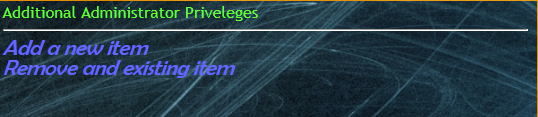 Additional Administrator Priveleges
Add a new item
Remove and existing item